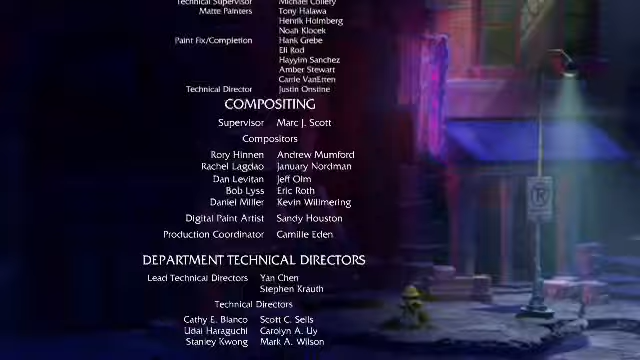 Technical Supervisor Michael Collery
Matte Painters Tony Halawa
Henrik Holmberg
Noah Klocek
Paint Fix/Completion Hank Grebe
Eli Rod
Hayyim Sanchez
Amber Stewart
Carrie VanEtten
Technical Director Justin Onstine
COMPOSITING
Supervisor Marc J. Scott
Compositors
Rory Hinnen Andrew Mumford
Rachel Lagdao January Nordman
Dan Levitan Jeff Olm
Bob Lyss Eric Roth
Daniel Miller Kevin Willmering
Digital Paint Artist Sandy Houston
Production Coordinator Camille Eden
DEPARTMENT TECHNICAL DIRECTORS
Lead Technical Directors Yan Chen
Stephen Krauth
Technical Directors
Cathy E. Blanco Scott C. Sells
Udai Haraguchi Carolyn A. Uy
Stanley Kwong Mark A. Wilson